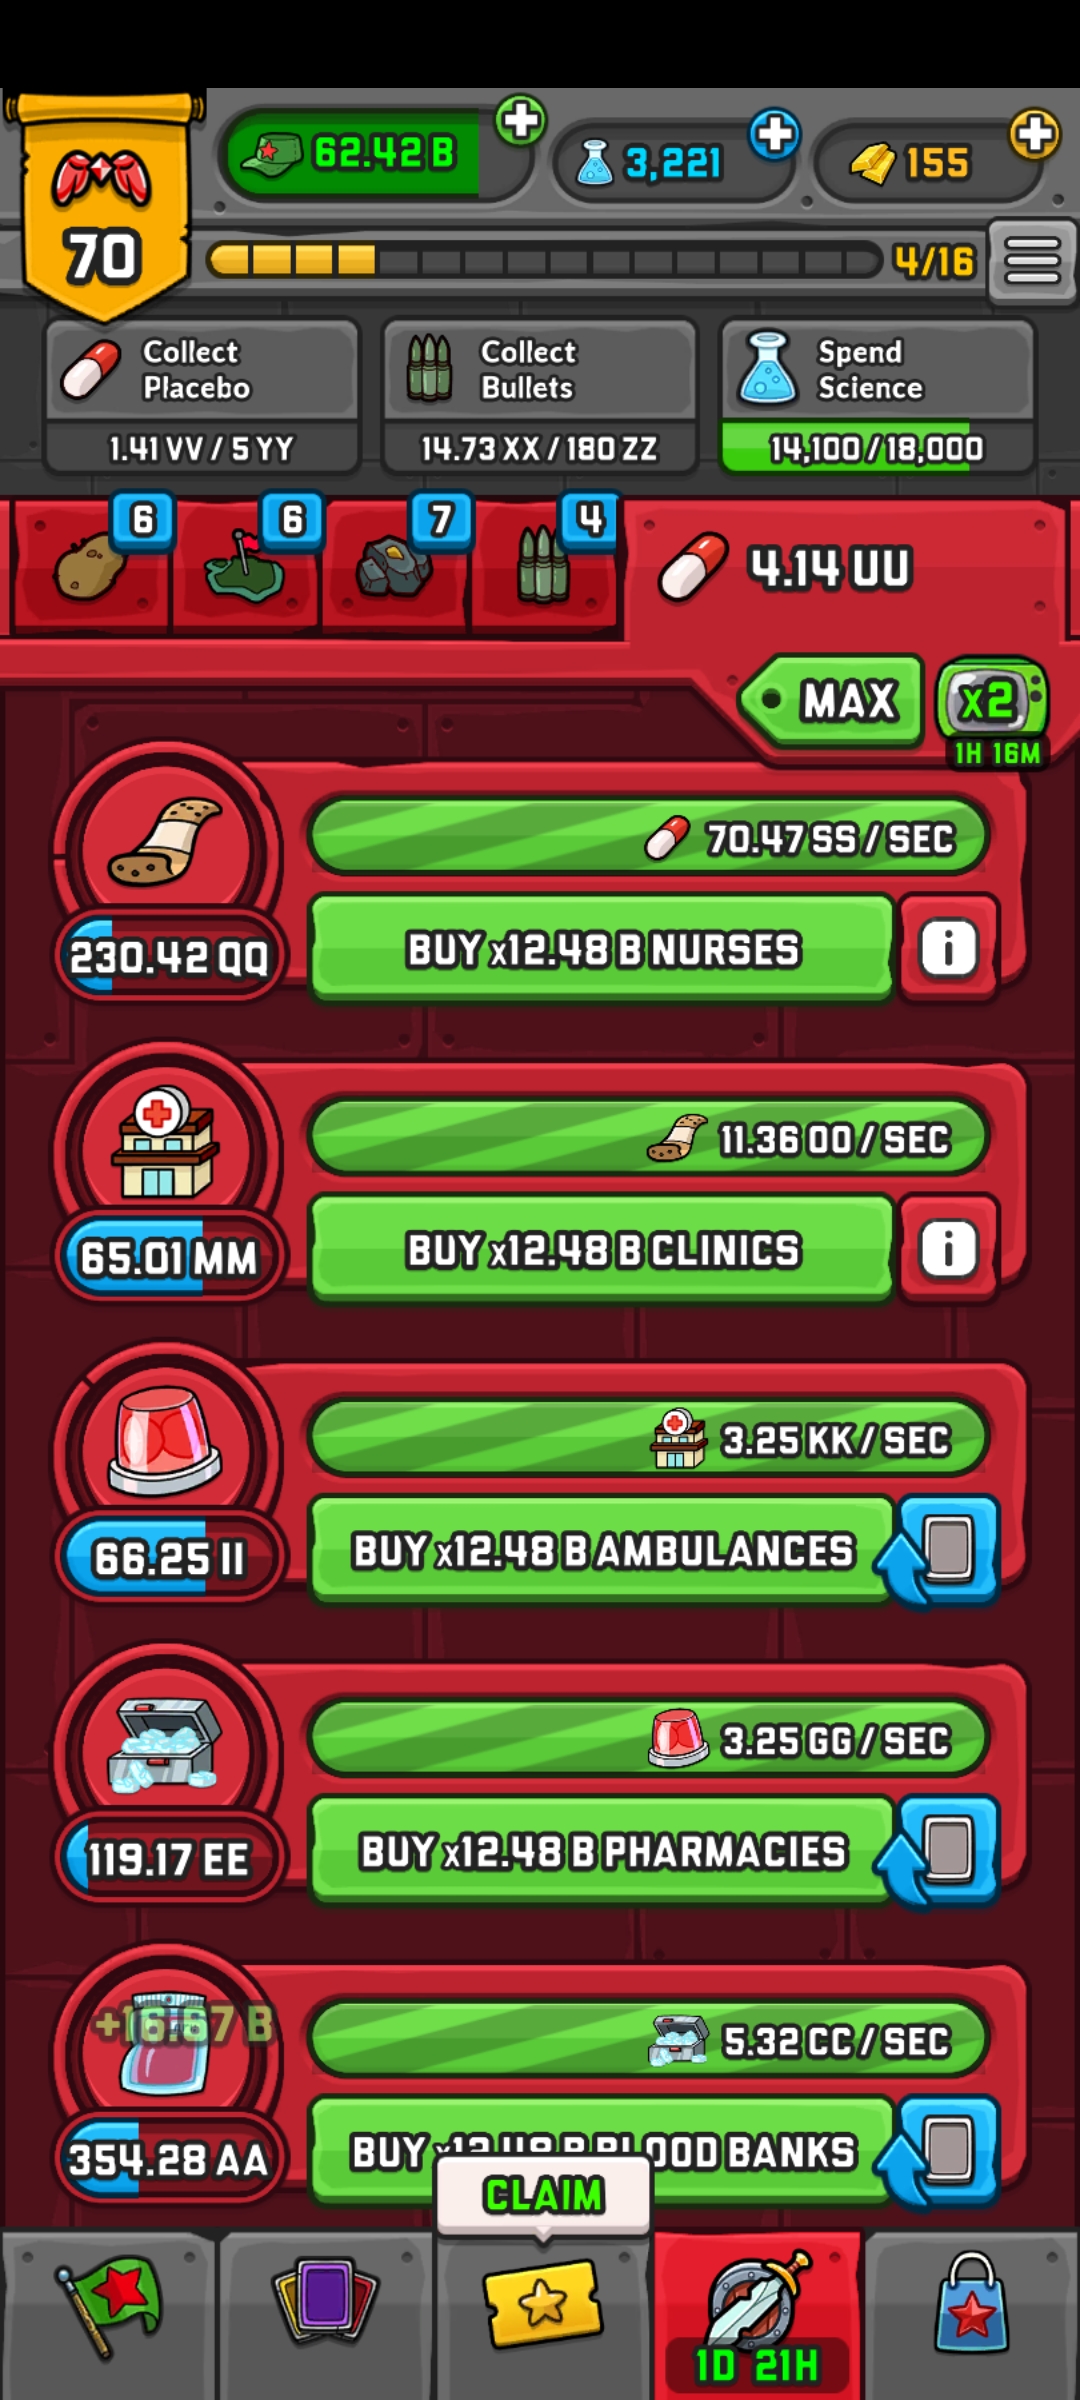 62.42 B
3,221
155
70
4/16
Collect
Placebo
1.41 VV / 5 YY
Collect
Bullets
14.73 XX / 180 ZZ
Spend
Science
14,100 / 18,000
6
6
7
4
4.14 UU
MAX
x2
1H 16M
70.47 SS / SEC
230.42 QQ
BUY x12.48 B NURSES
i
11.36 OO / SEC
65.01 MM
BUY x12.48 B CLINICS
i
3.25 KK / SEC
66.25 II
BUY x12.48 B AMBULANCES
3.25 GG / SEC
119.17 EE
BUY x12.48 B PHARMACIES
+16.67 B
5.32 CC / SEC
354.28 AA
BUY x12.48 B BLOOD BANKS
CLAIM
1D 21H